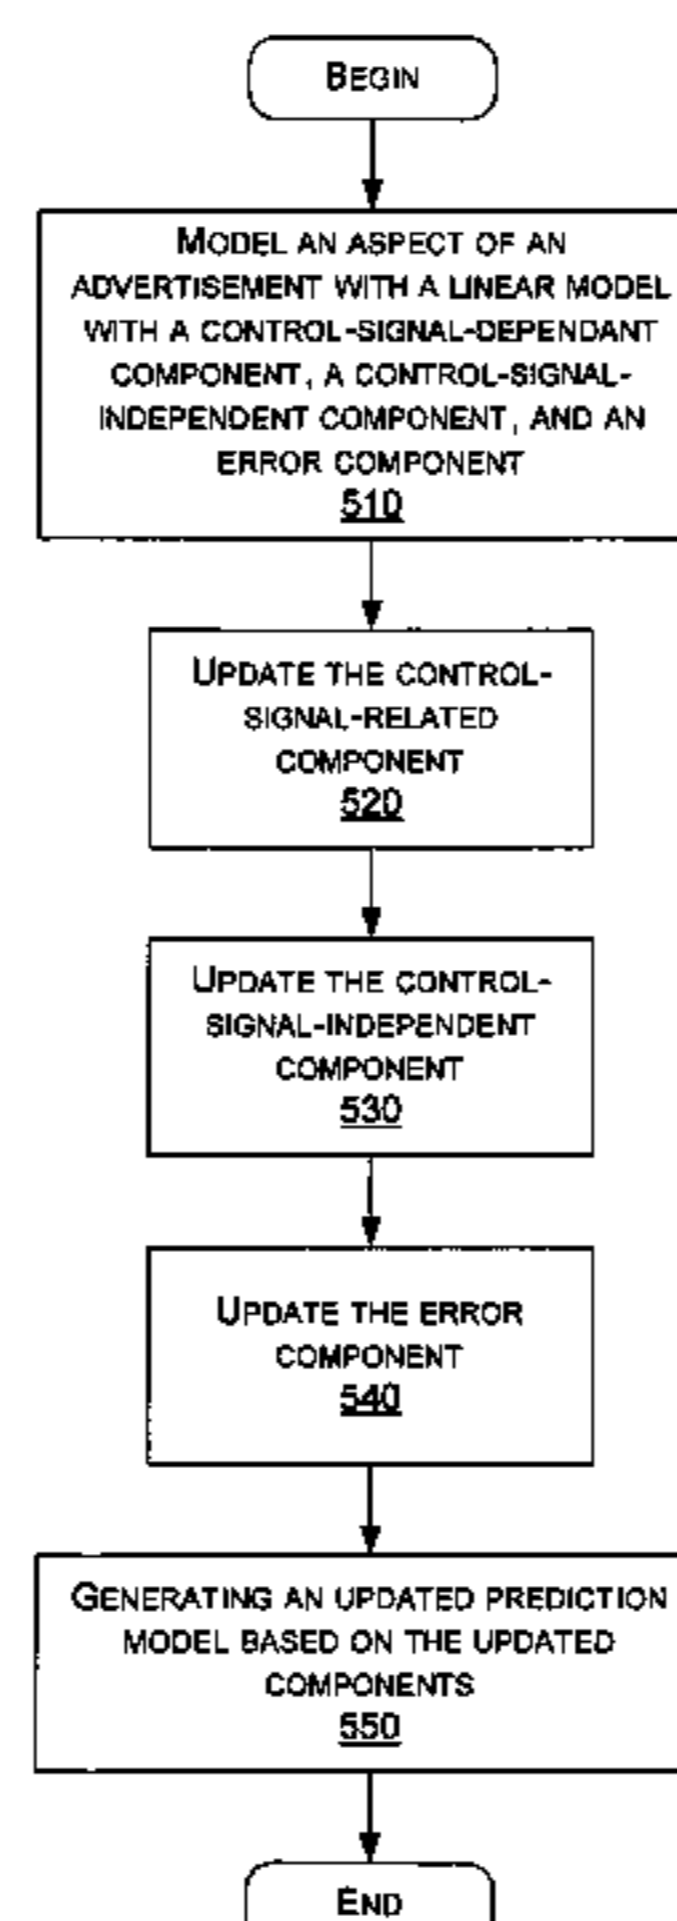 BEGIN
MODEL AN ASPECT OF AN
ADVERTISEMENT WITH A LINEAR MODEL
WITH A CONTROL-SIGNAL-DEPENDANT
COMPONENT, A CONTROL-SIGNAL-
INDEPENDENT COMPONENT, AND AN
ERROR COMPONENT
510
UPDATE THE CONTROL-
SIGNAL-RELATED
COMPONENT
520
UPDATE THE CONTROL-
SIGNAL-INDEPENDENT
COMPONENT
530
UPDATE THE ERROR
COMPONENT
540
GENERATING AN UPDATED PREDICTION
MODEL BASED ON THE UPDATED
COMPONENTS
550
END